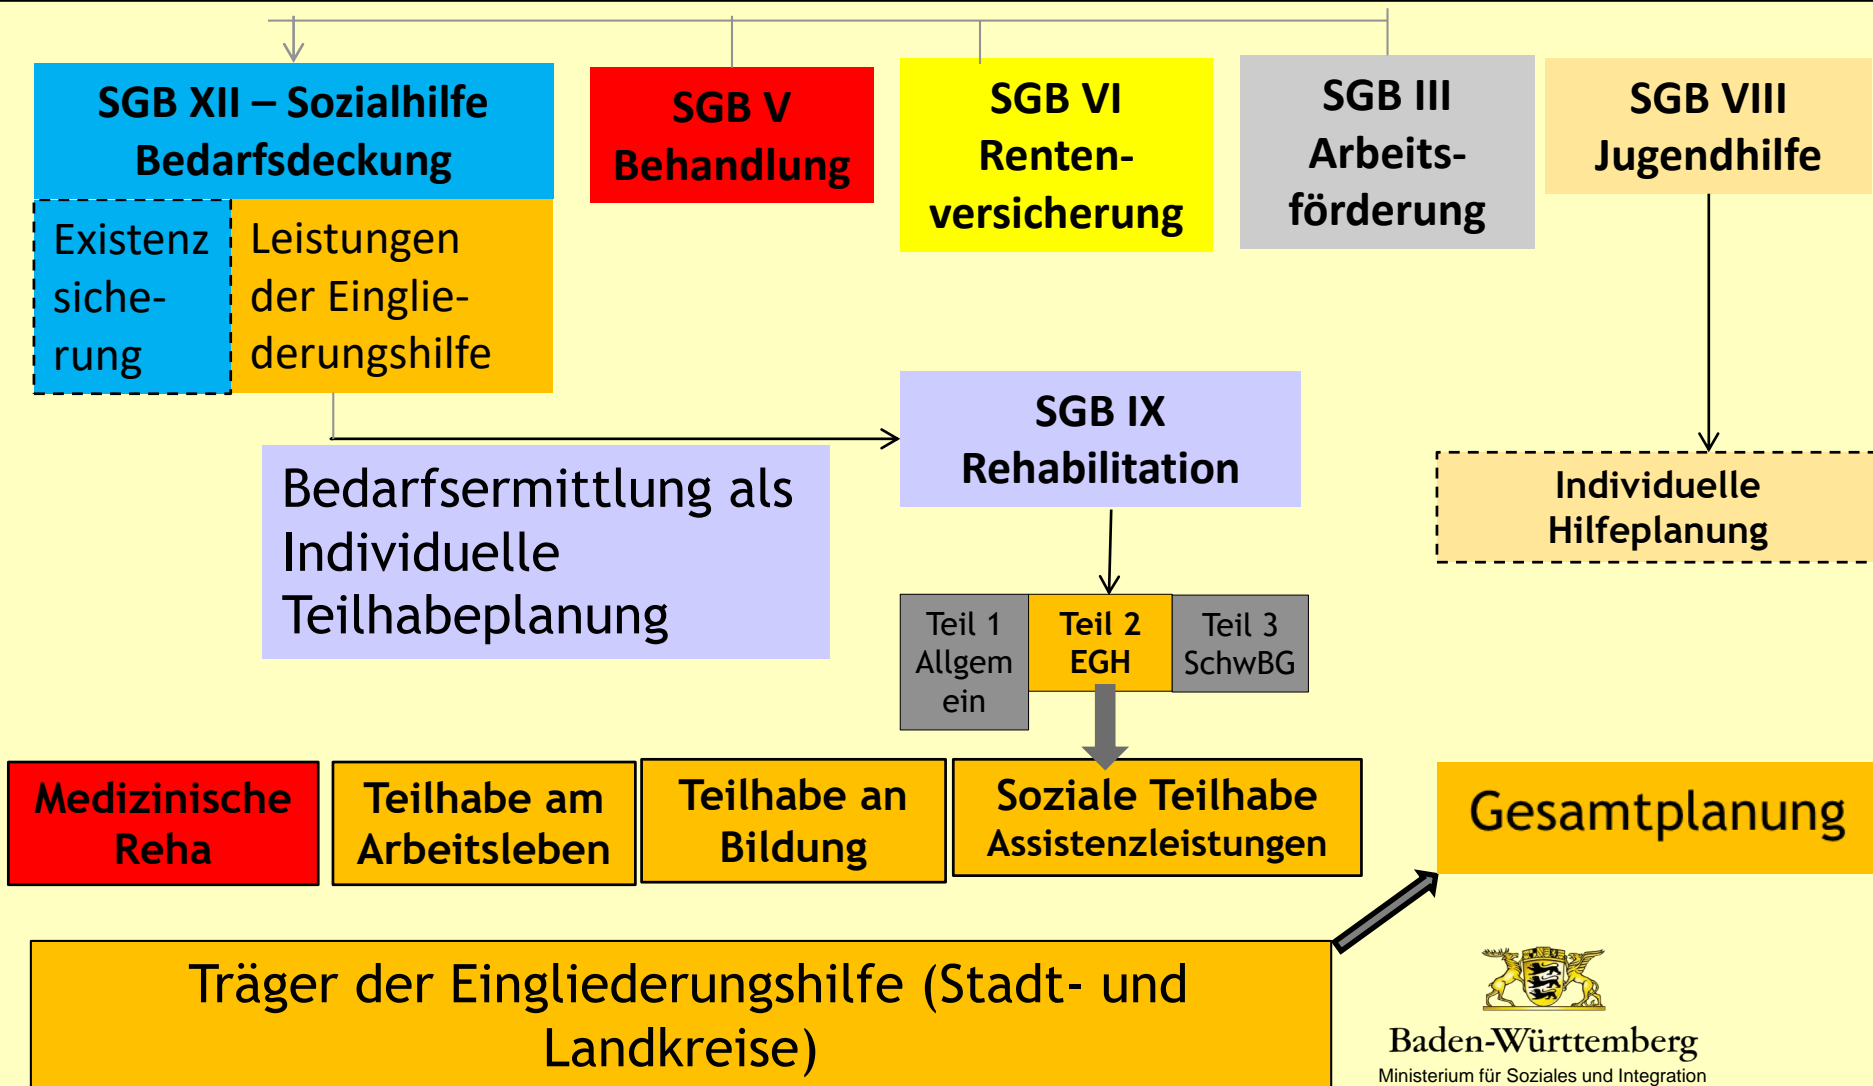 SGB XII – Sozialhilfe
Bedarfsdeckung
SGB V
Behandlung
SGB VI
Renten-
versicherung
SGB III
Arbeits-
förderung
SGB VIII
Jugendhilfe
Existenz
siche-
rung
Leistungen
der Einglie-
derungshilfe
SGB IX
Rehabilitation
Bedarfsermittlung als
Individuelle
Teilhabeplanung
Individuelle
Hilfeplanung
Teil 1
Allgem
ein
Teil 2
EGH
Teil 3
SchwBG
Medizinische
Reha
Teilhabe am
Arbeitsleben
Teilhabe an
Bildung
Soziale Teilhabe
Assistenzleistungen
Gesamtplanung
Träger der Eingliederungshilfe (Stadt- und
Landkreise)
Baden-Württemberg
Ministerium für Soziales und Integration